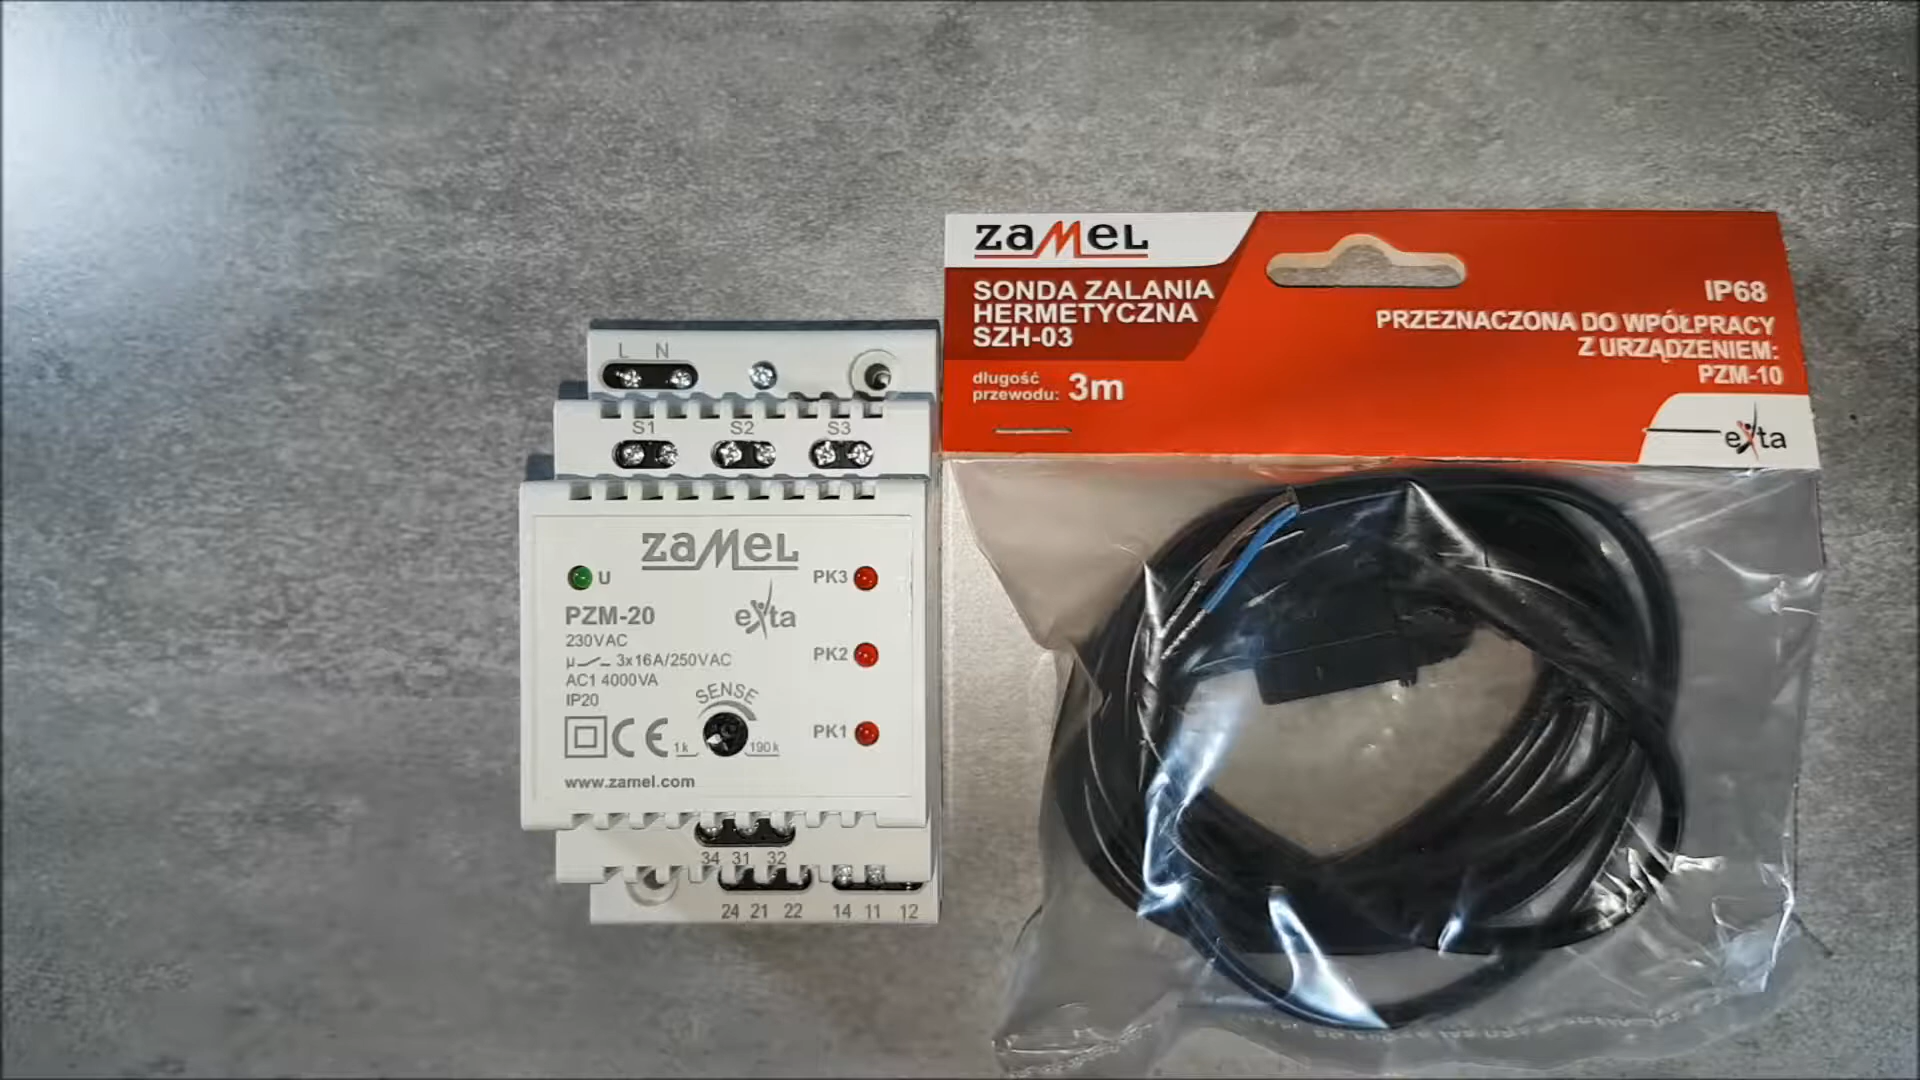 L N
S1 S2 S3
ZAMEL
U
PK3
PZM-20
exta
230VAC
µ 3x16A/250VAC
PK2
AC1 4000VA
IP20
SENSE
PK1
CE
1k 190k
www.zamel.com
34 31 32
24 21 22 14 11 12
ZAMEL
SONDA ZALANIA
HERMETYCZNA
SZH-03
długość
przewodu: 3m
IP68
PRZEZNACZONA DO WPÓŁPRACY
Z URZĄDZENIEM:
PZM-10
exta